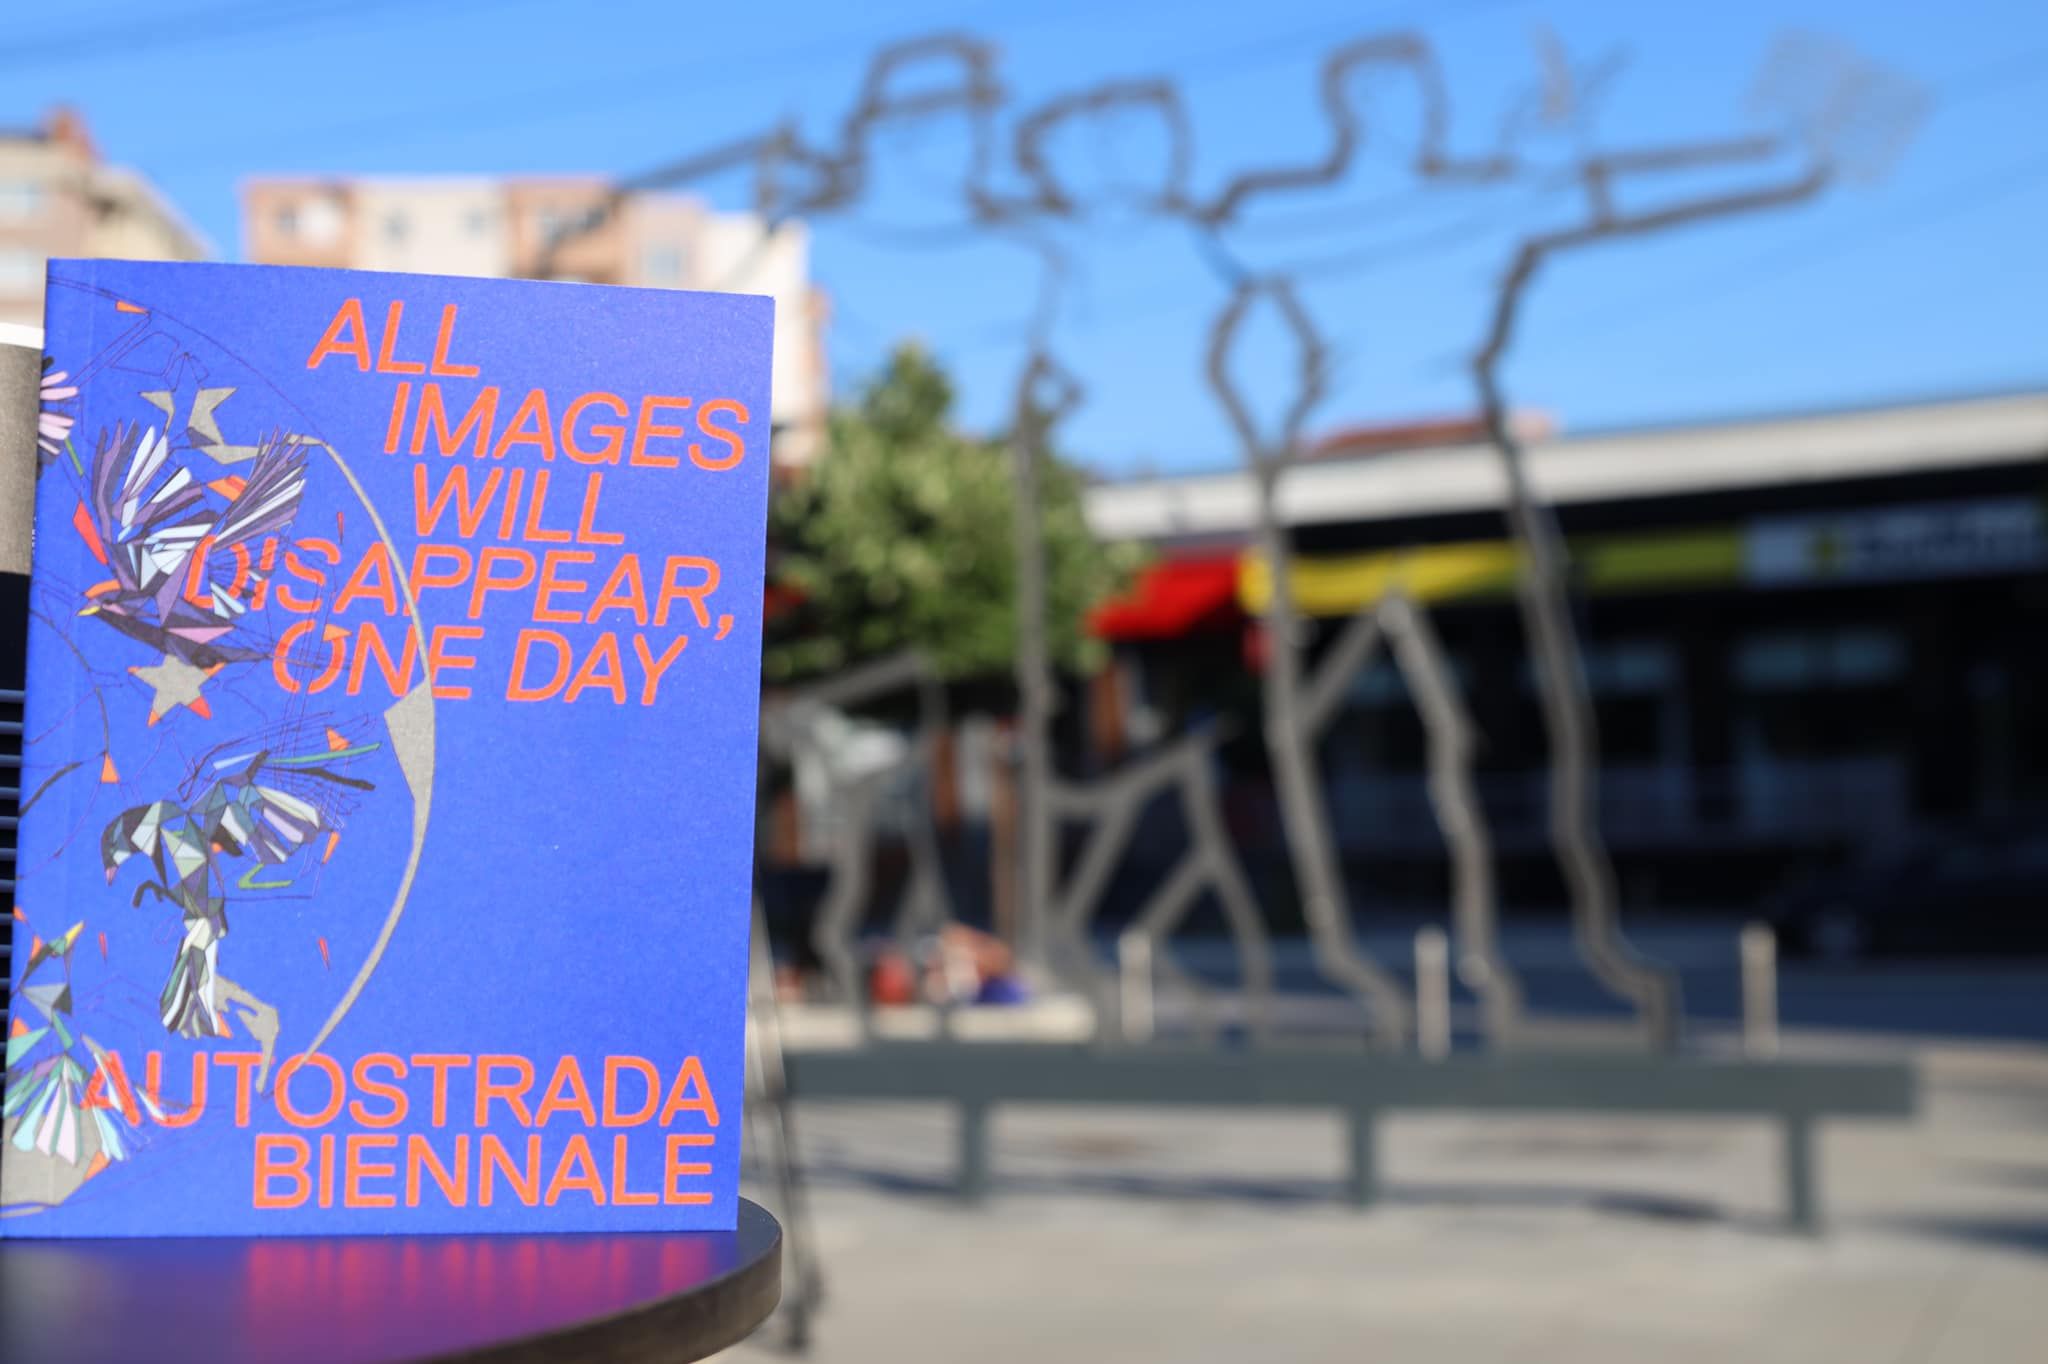 ALL
IMAGES
WILL
DISAPPEAR,
ONE DAY
AUTOSTRADA
BIENNALE